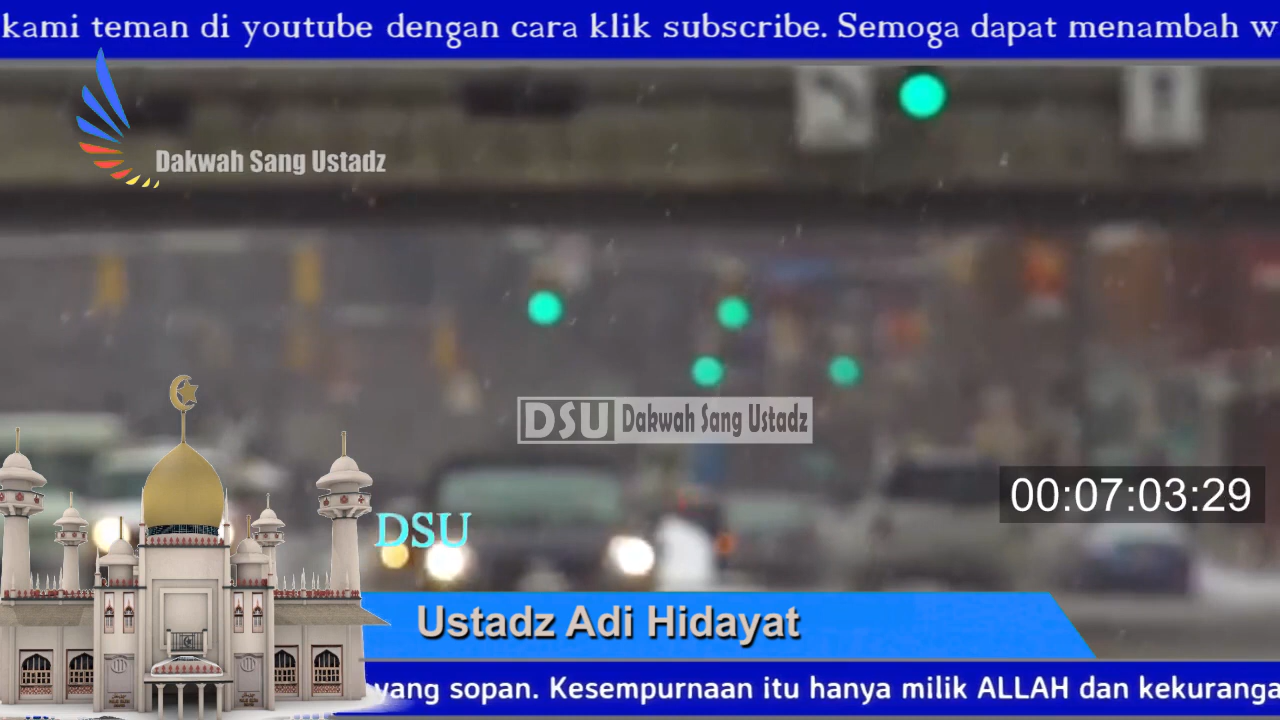 kami teman di youtube dengan cara klik subscribe. Semoga dapat menambah w
Dakwah Sang Ustadz
DSU Dakwah Sang Ustadz
00:07:03:29
DSU
Ustadz Adi Hidayat
yang sopan. Kesempurnaan itu hanya milik ALLAH dan kekuranga